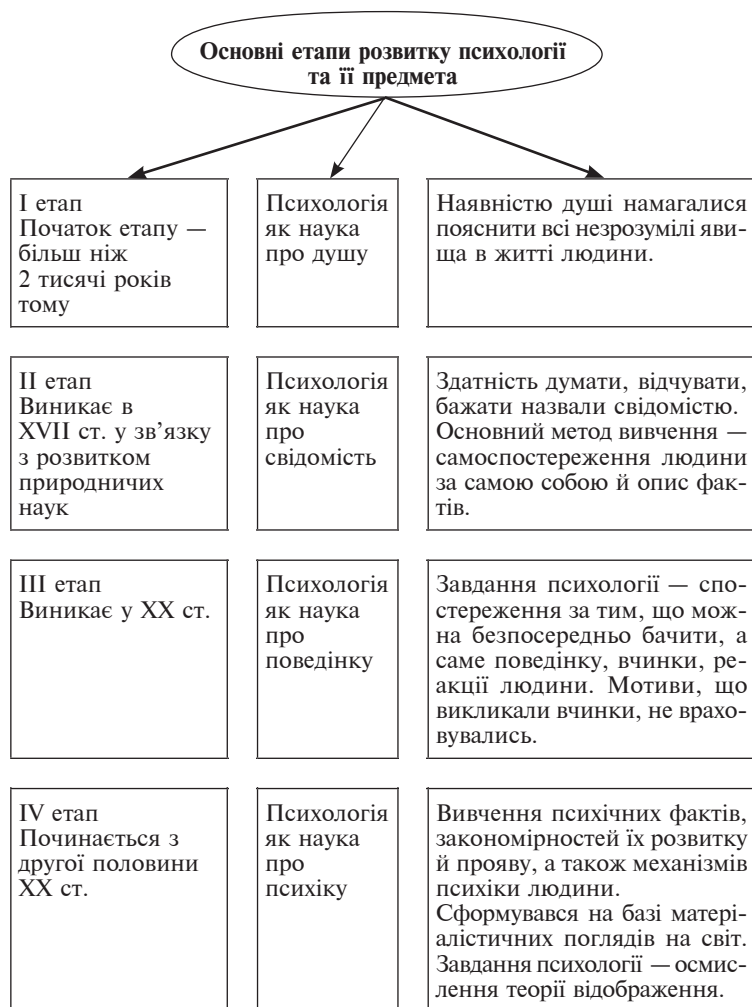 Основні етапи розвитку психології
та її предмета
I етап
Початок етапу —
більш ніж
2 тисячі років
тому
Психологія
як наука
про душу
Наявністю душі намагалися
пояснити всі незрозумілі яви-
ща в житті людини.
II етап
Виникає в
XVII ст. у зв'язку
з розвитком
природничих
наук
Психологія
як наука
про
свідомість
Здатність думати, відчувати,
бажати назвали свідомістю.
Основний метод вивчення —
самоспостереження людини
за самою собою й опис фак-
тів.
III етап
Виникає у XX ст.
Психологія
як наука
про
поведінку
Завдання психології — спо-
стереження за тим, що мож-
на безпосередньо бачити, а
саме поведінку, вчинки, ре-
акції людини. Мотиви, що
викликали вчинки, не врахо-
вувались.
IV етап
Починається з
другої половини
XX ст.
Психологія
як наука
про
психіку
Вивчення психічних фактів,
закономірностей їх розвитку
й прояву, а також механізмів
психіки людини.
Сформувався на базі матері-
алістичних поглядів на світ.
Завдання психології — осмис-
лення теорії відображення.